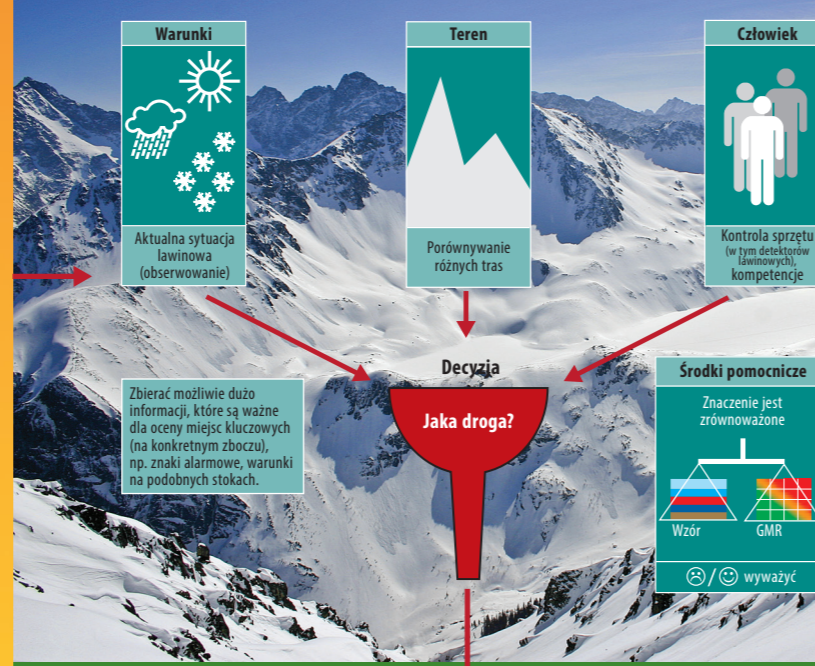 Warunki
Aktualna sytuacja
lawinowa
(obserwowanie)
Teren
Porównywanie
różnych tras
Człowiek
Kontrola sprzętu
(w tym detektorów
lawinowych),
kompetencje
Decyzja
Jaka droga?
Zbierać możliwie dużo
informacji, które są ważne
dla oceny miejsc kluczowych
(na konkretnym zboczu),
np. znaki alarmowe, warunki
na podobnych stokach.
Środki pomocnicze
Znaczenie jest
zrównoważone
Wzór
GMR
/ wyważyć